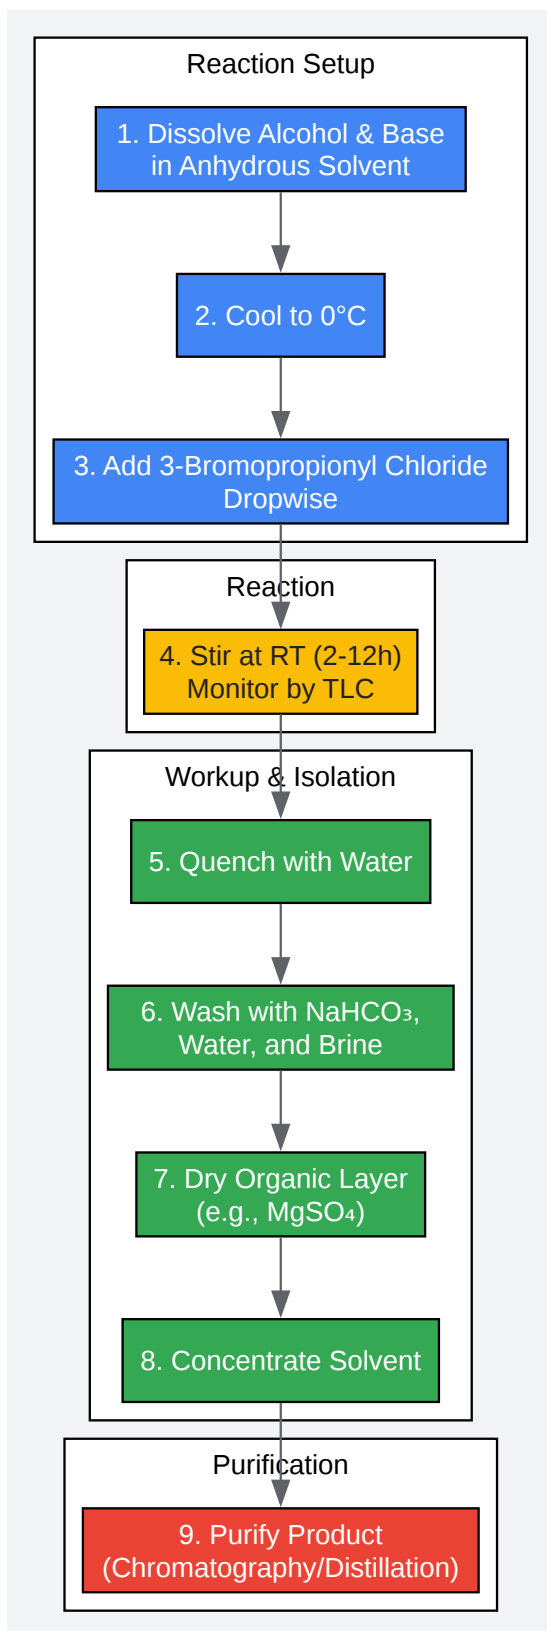 Reaction Setup
1. Dissolve Alcohol & Base
in Anhydrous Solvent
2. Cool to 0°C
3. Add 3-Bromopropionyl Chloride
Dropwise
Reaction
4. Stir at RT (2-12h)
Monitor by TLC
Workup & Isolation
5. Quench with Water
6. Wash with NaHCO₃,
Water, and Brine
7. Dry Organic Layer
(e.g., MgSO₄)
8. Concentrate Solvent
Purification
9. Purify Product
(Chromatography/Distillation)